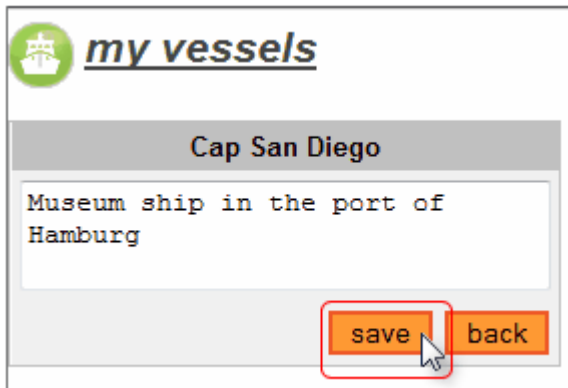 my vessels
Cap San Diego
Museum ship in the port of
Hamburg
save back